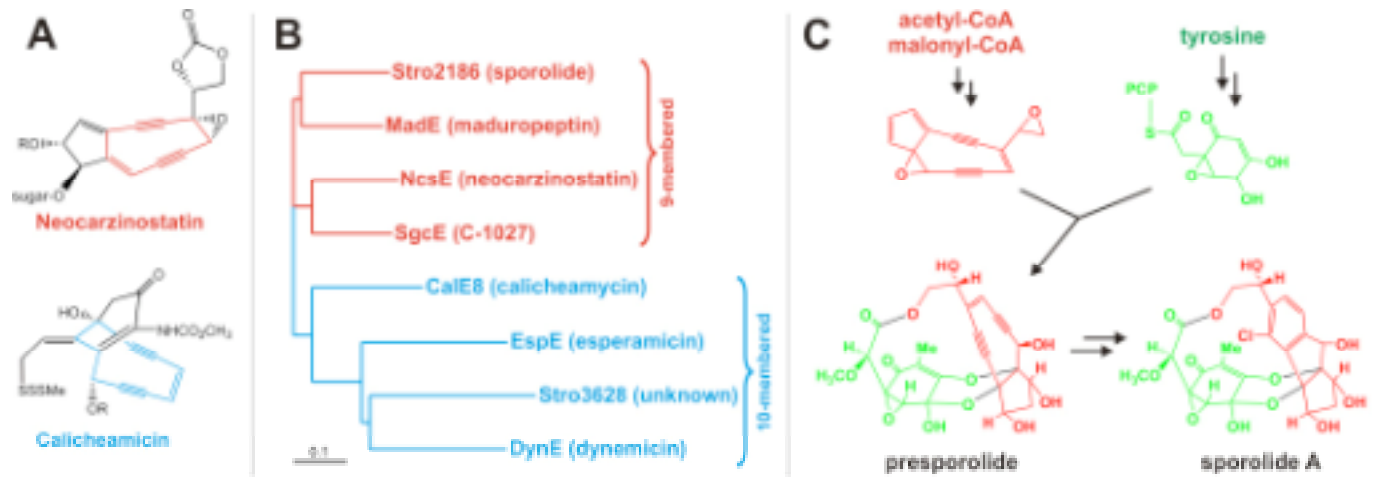 A
O
O
O
O
RO
sugar-O
Neocarzinostatin
O
HO
NHCO₂CH₃
SSSMe
OR
Calicheamicin
B
Stro2186 (sporolide)
MadE (maduropeptin)
NcsE (neocarzinostatin)
SgcE (C-1027)
9-membered
CalE8 (calicheamycin)
EspE (esperamicin)
Stro3628 (unknown)
DynE (dynemicin)
10-membered
0.1
C
acetyl-CoA
malonyl-CoA
tyrosine
O
O
PCP
S
O
O
O
OH
OH
HO
H
O
O
H
O
Me
H₃CO
H
O
O
O
OH
OH
H
OH
H
OH
presporolide
HO
H
O
O
Cl
H
O
Me
H₃CO
H
O
O
O
OH
OH
H
OH
H
OH
sporolide A